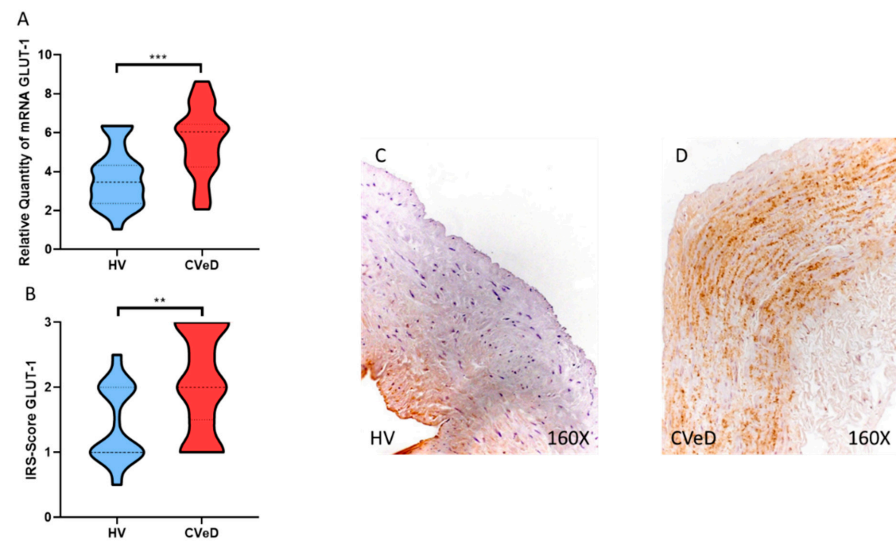 A
Relative Quantity of mRNA GLUT-1
10
8
6
4
2
0
***
HV
CVeD
B
IRS-Score GLUT-1
3
2
1
0
**
HV
CVeD
C
HV
160X
D
CVeD
160X